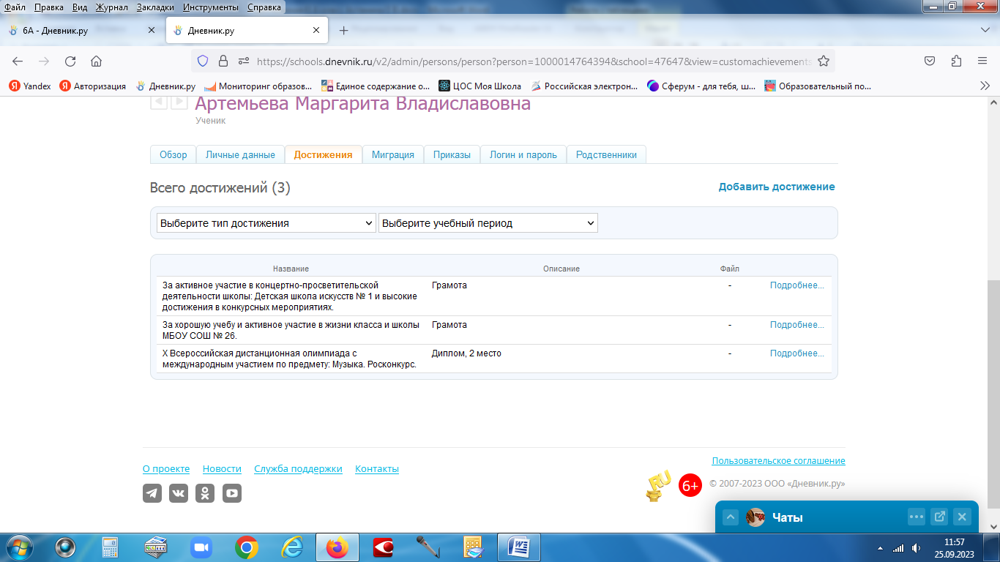 Файл Правка Вид Журнал Закладки Инструменты Справка
6А - Дневник.ру
Дневник.ру
https://schools.dnevnik.ru/v2/admin/persons/person?person=1000014764394&school=47647&view=customachievements
Yandex Авторизация Дневник.ру Мониторинг образов... Единое содержание о... ЦОС Моя Школа Российская электрон... Сферум - для тебя, ш... Образовательный по...
Артемьева Маргарита Владиславовна
Ученик
Обзор Личные данные Достижения Миграция Приказы Логин и пароль Родственники
Всего достижений (3)
Добавить достижение
Выберите тип достижения
Выберите учебный период
Название Описание Файл
За активное участие в концертно-просветительской Грамота - Подробнее...
деятельности школы: Детская школа искусств № 1 и высокие
достижения в конкурсных мероприятиях.
За хорошую учебу и активное участие в жизни класса и школы Грамота - Подробнее...
МБОУ СОШ № 26.
X Всероссийская дистанционная олимпиада с Диплом, 2 место - Подробнее...
международным участием по предмету: Музыка. Росконкурс.
О проекте Новости Служба поддержки Контакты
Пользовательское соглашение
RU
6+
© 2007-2023 ООО «Дневник.ру»
Чаты
11:57
25.09.2023